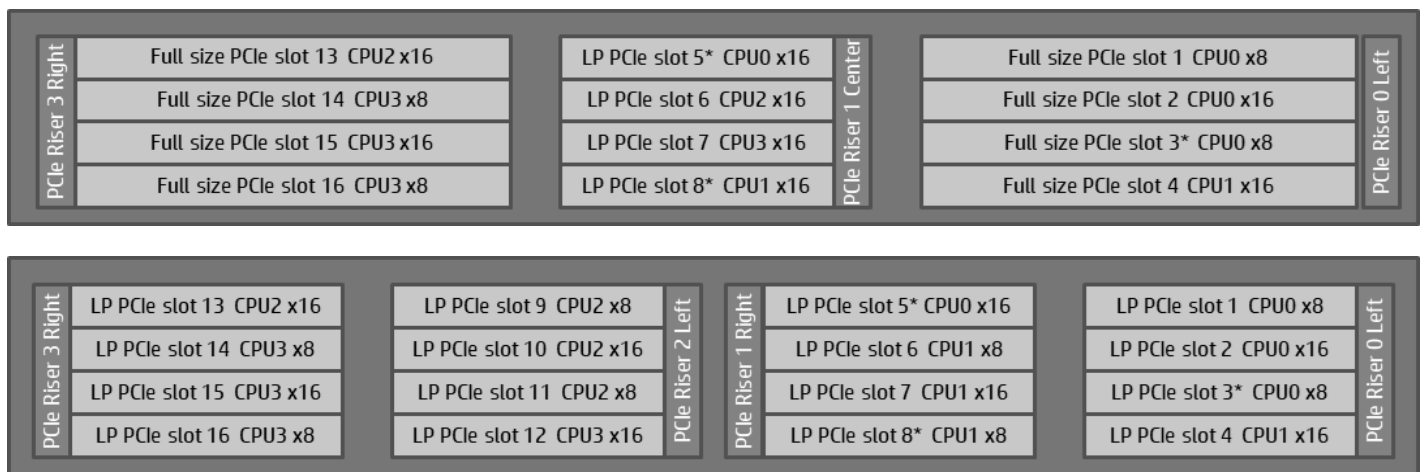 PCIe Riser 3 Right
Full size PCIe slot 13 CPU2 x16
Full size PCIe slot 14 CPU3 x8
Full size PCIe slot 15 CPU3 x16
Full size PCIe slot 16 CPU3 x8
LP PCIe slot 5* CPU0 x16
LP PCIe slot 6 CPU2 x16
LP PCIe slot 7 CPU3 x16
LP PCIe slot 8* CPU1 x16
PCIe Riser 1 Center
Full size PCIe slot 1 CPU0 x8
Full size PCIe slot 2 CPU0 x16
Full size PCIe slot 3* CPU0 x8
Full size PCIe slot 4 CPU1 x16
PCIe Riser 0 Left
PCIe Riser 3 Right
LP PCIe slot 13 CPU2 x16
LP PCIe slot 14 CPU3 x8
LP PCIe slot 15 CPU3 x16
LP PCIe slot 16 CPU3 x8
LP PCIe slot 9 CPU2 x8
LP PCIe slot 10 CPU2 x16
LP PCIe slot 11 CPU2 x8
LP PCIe slot 12 CPU3 x16
PCIe Riser 2 Left
PCIe Riser 1 Right
LP PCIe slot 5* CPU0 x16
LP PCIe slot 6 CPU1 x8
LP PCIe slot 7 CPU1 x16
LP PCIe slot 8* CPU1 x8
LP PCIe slot 1 CPU0 x8
LP PCIe slot 2 CPU0 x16
LP PCIe slot 3* CPU0 x8
LP PCIe slot 4 CPU1 x16
PCIe Riser 0 Left